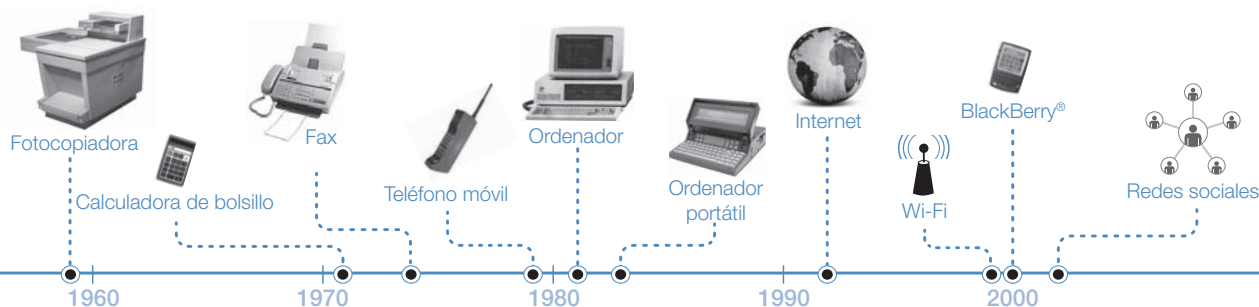 Fotocopiadora
Calculadora de bolsillo
Fax
Teléfono móvil
Ordenador
Ordenador
portátil
Internet
Wi-Fi
BlackBerry®
Redes sociales
1960
1970
1980
1990
2000